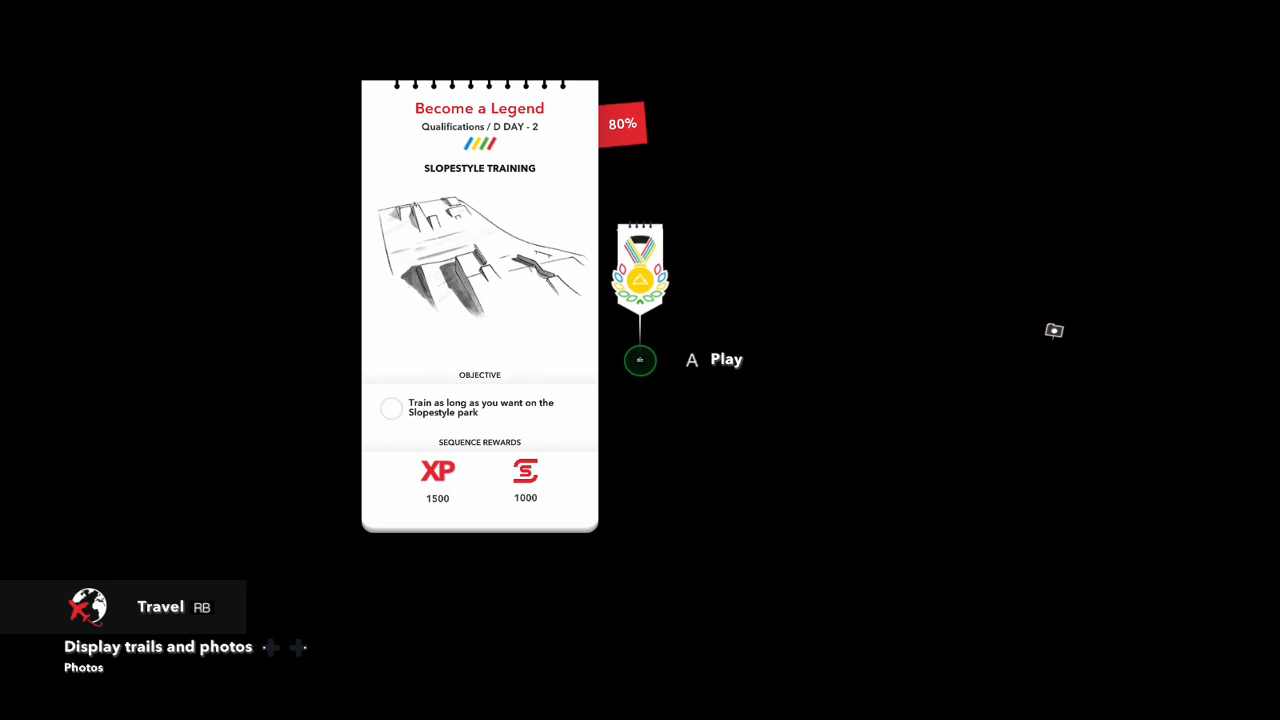 Become a Legend
Qualifications / D DAY - 2
80%
SLOPESTYLE TRAINING
A Play
OBJECTIVE
Train as long as you want on the
Slopestyle park
SEQUENCE REWARDS
XP S
1500 1000
Travel RB
Display trails and photos
Photos